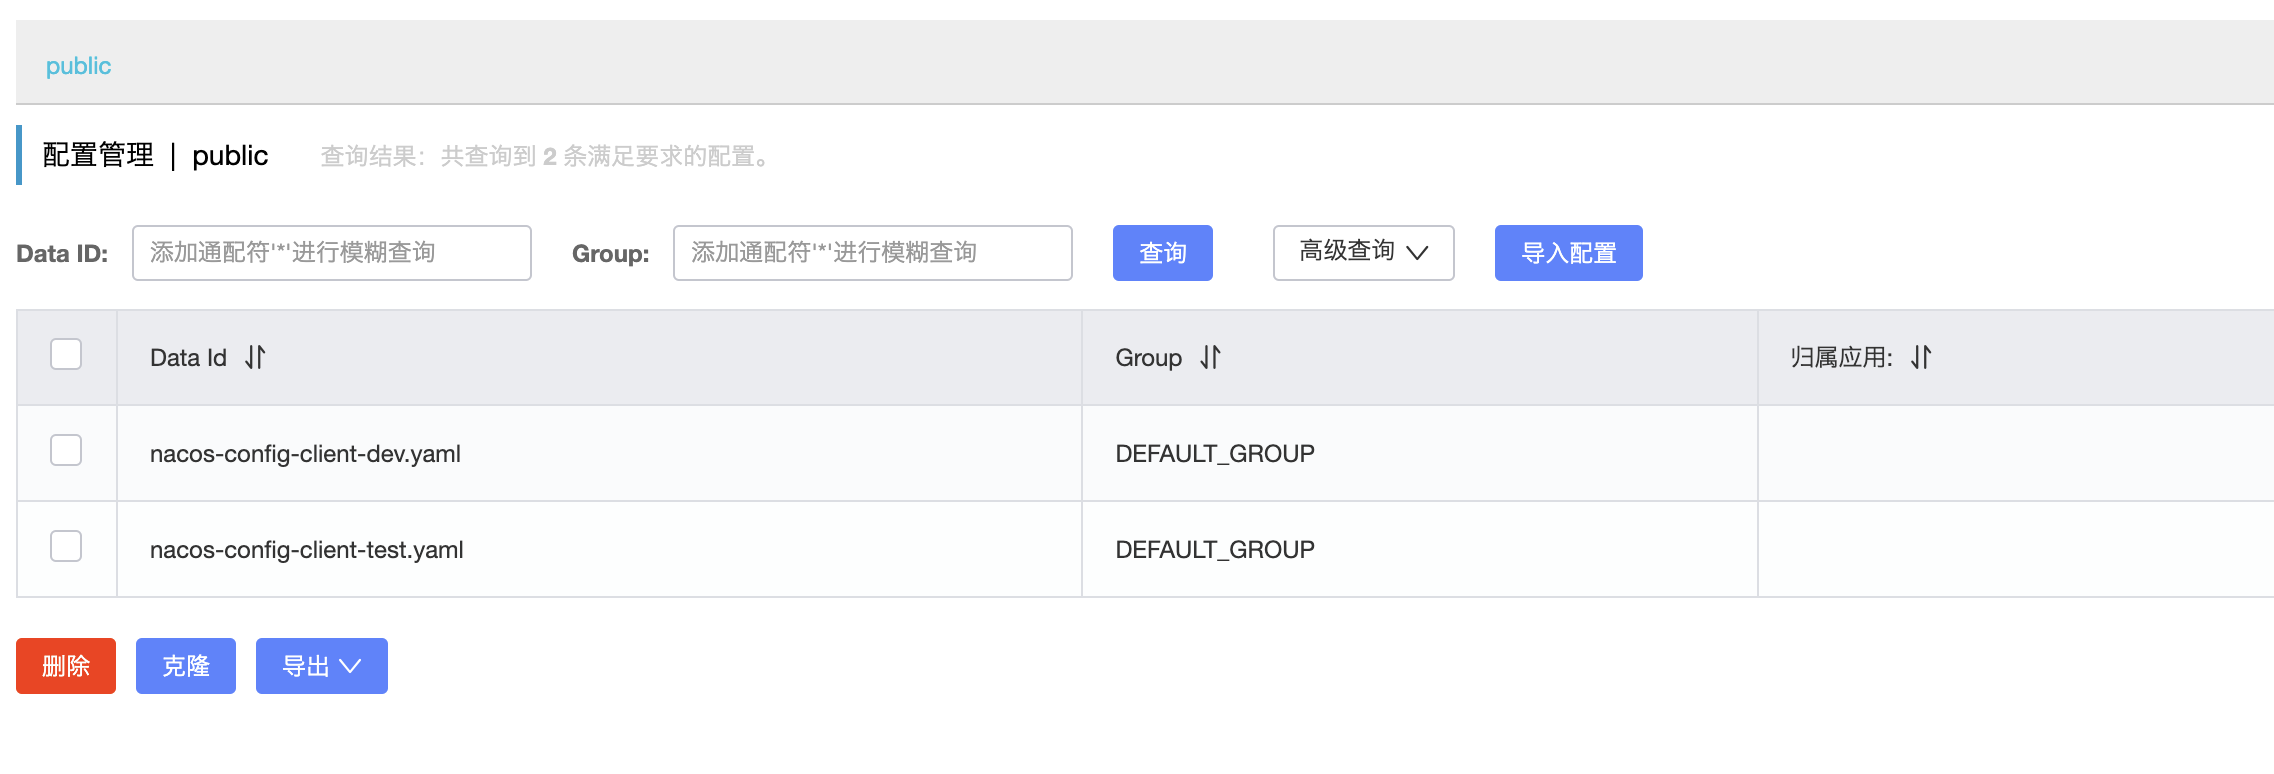 public
配置管理 | public 查询结果：共查询到 2 条满足要求的配置。
Data ID: 添加通配符'*'进行模糊查询 Group: 添加通配符'*'进行模糊查询 查询 高级查询 导入配置
Data Id Group 归属应用:
nacos-config-client-dev.yaml DEFAULT_GROUP
nacos-config-client-test.yaml DEFAULT_GROUP
删除 克隆 导出